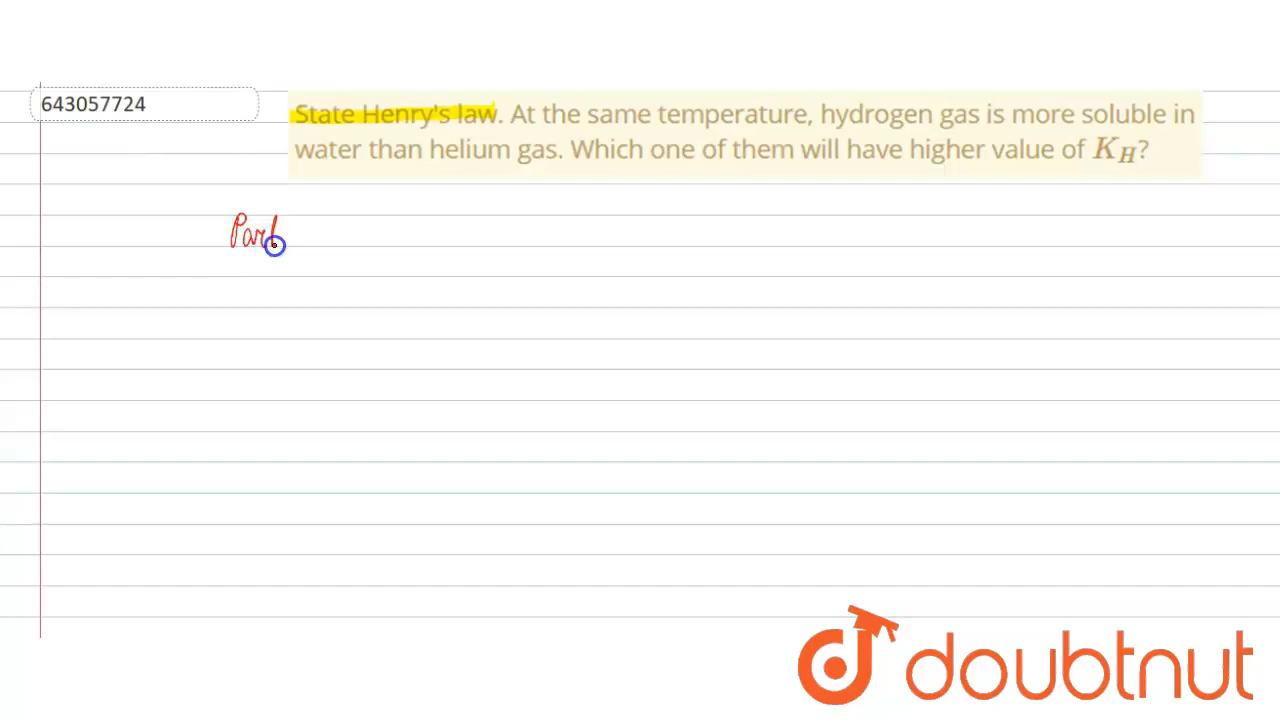 643057724
State Henry's law. At the same temperature, hydrogen gas is more soluble in
water than helium gas. Which one of them will have higher value of K_H?
Part
doubtnut